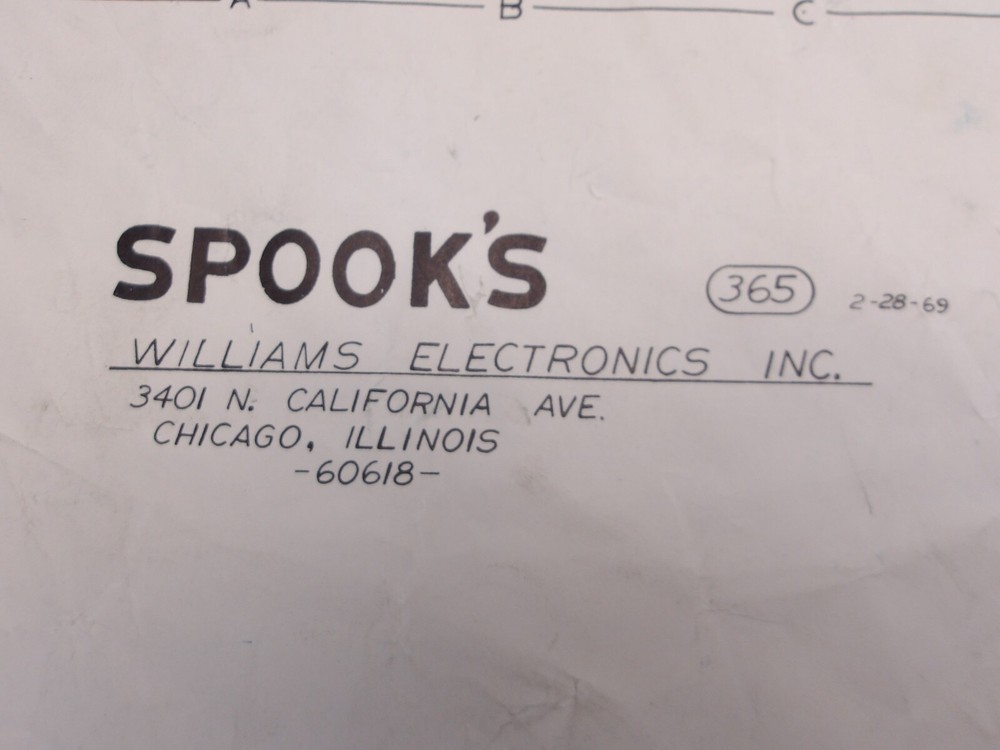 A B C
SPOOK'S
365 2-28-69
WILLIAMS ELECTRONICS INC.
3401 N. CALIFORNIA AVE.
CHICAGO, ILLINOIS
-60618-